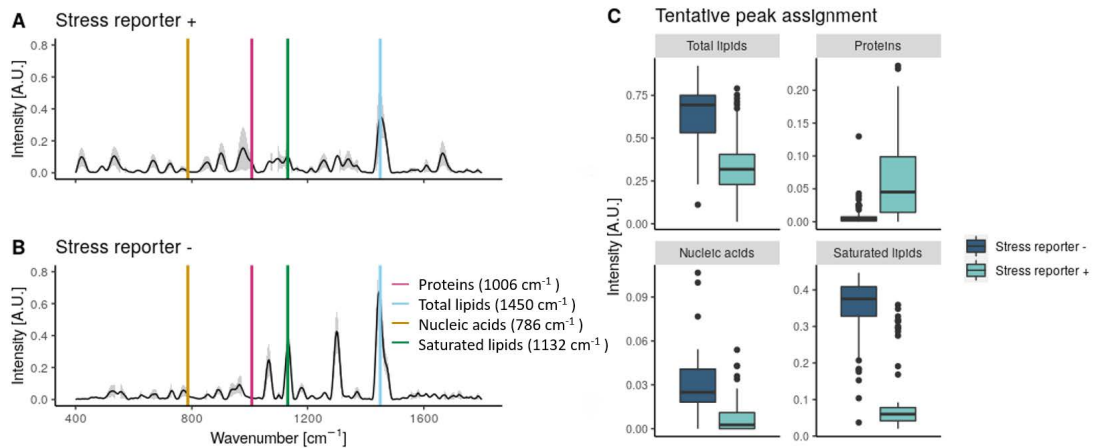 A
Stress reporter +
Intensity [A.U.]
0.8
0.6
0.4
0.2
0.0
B
Stress reporter -
Intensity [A.U.]
0.8
0.6
0.4
0.2
0.0
400
800
1200
1600
Wavenumber [cm⁻¹]
Proteins (1006 cm⁻¹ )
Total lipids (1450 cm⁻¹ )
Nucleic acids (786 cm⁻¹ )
Saturated lipids (1132 cm⁻¹ )
C
Tentative peak assignment
Intensity [A.U.]
Total lipids
0.75
0.50
0.25
0.00
Proteins
0.20
0.15
0.10
0.05
0.00
Nucleic acids
0.09
0.06
0.03
0.00
Saturated lipids
0.4
0.3
0.2
0.1
0.0
Stress reporter -
Stress reporter +